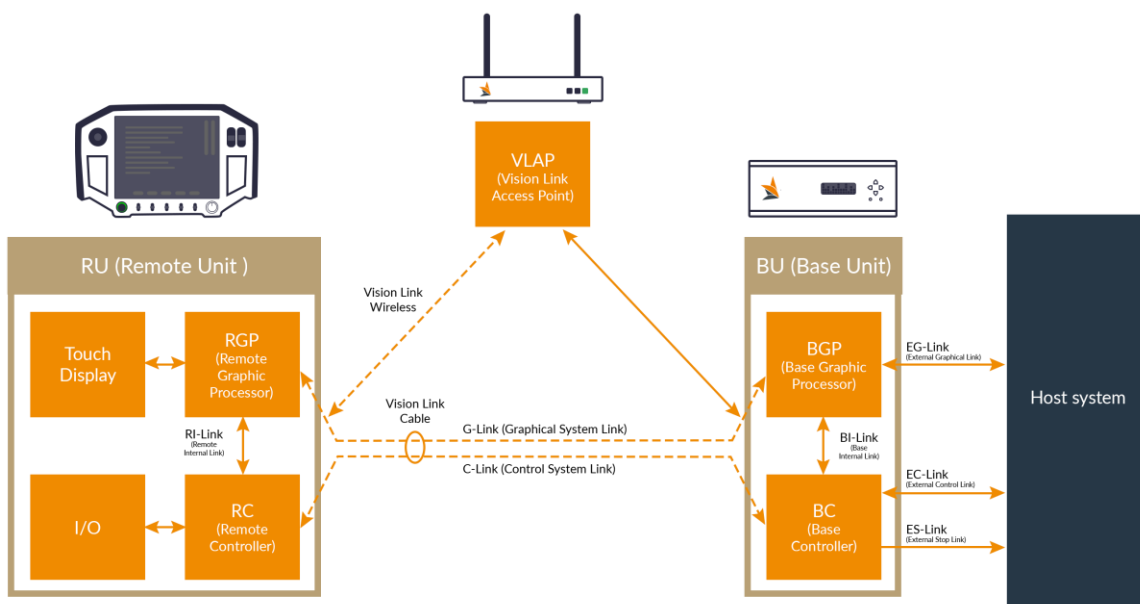 VLAP
(Vision Link
Access Point)
RU (Remote Unit )
BU (Base Unit)
Vision Link
Wireless
Touch
Display
RGP
(Remote
Graphic
Processor)
BGP
(Base Graphic
Processor)
EG-Link
(External Graphical Link)
Host system
Vision Link
Cable
G-Link (Graphical System Link)
RI-Link
(Remote
Internal Link)
BI-Link
(Base
Internal Link)
C-Link (Control System Link)
I/O
RC
(Remote
Controller)
BC
(Base
Controller)
EC-Link
(External Control Link)
ES-Link
(External Stop Link)